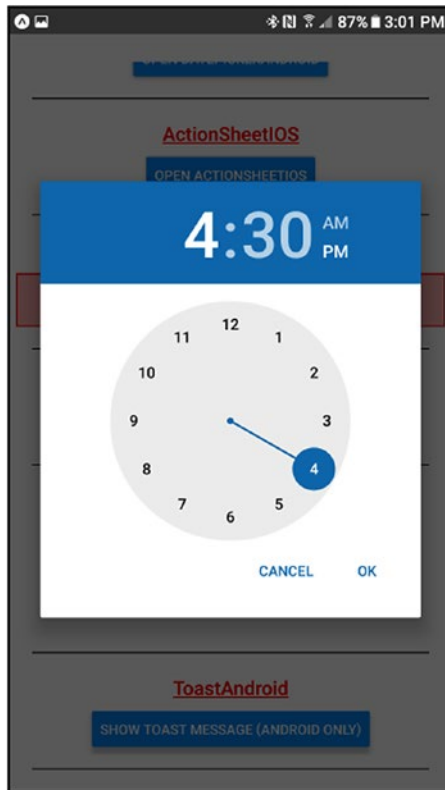 87% 3:01 PM
ActionSheetIOS
OPEN ACTIONSHEETIOS
4:30 AM
PM
12
11 1
10 2
9 3
8 4
7 5
6
CANCEL OK
ToastAndroid
SHOW TOAST MESSAGE (ANDROID ONLY)